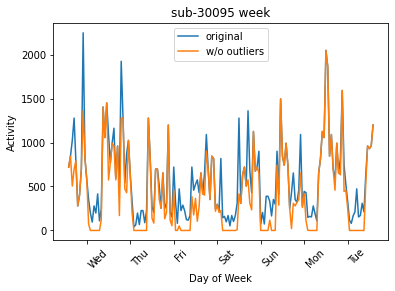 sub-30095 week
original
w/o outliers
Activity
2000
1500
1000
500
0
Wed Thu Fri Sat Sun Mon Tue
Day of Week